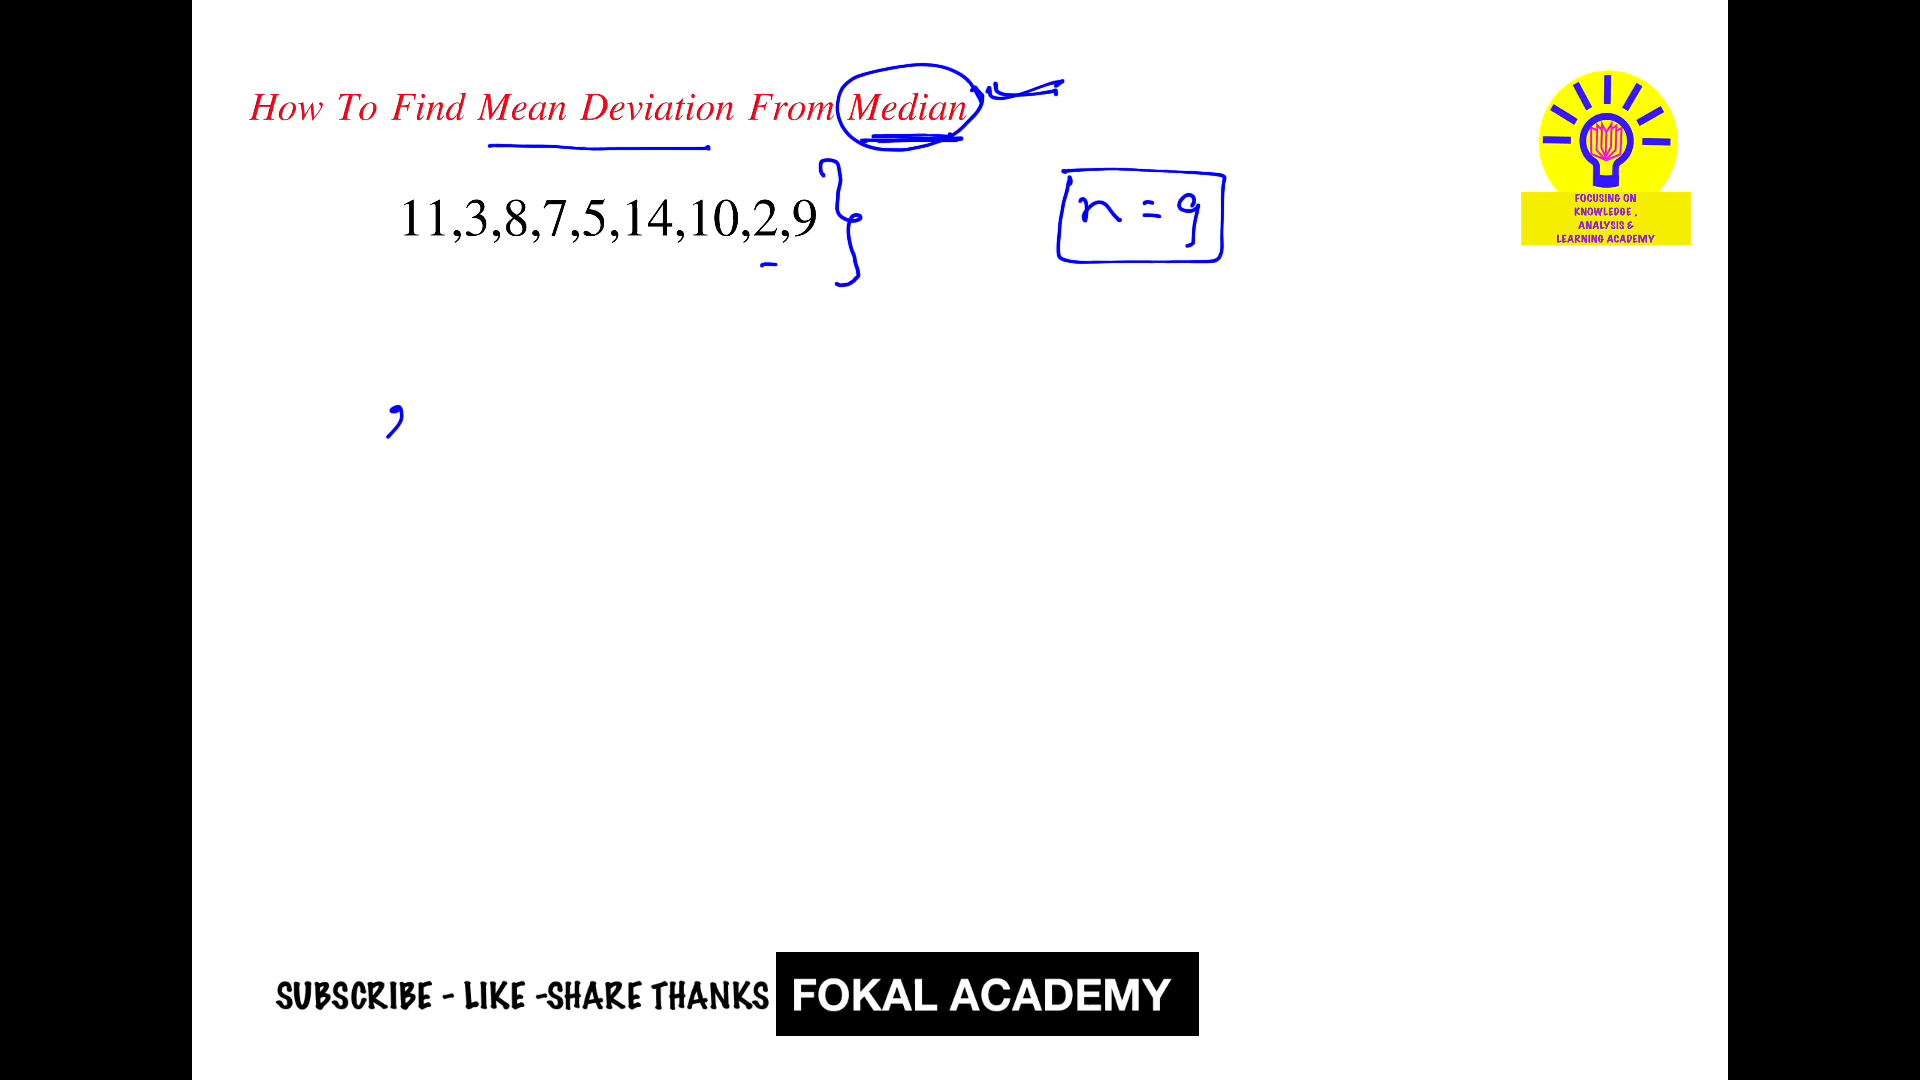 How To Find Mean Deviation From Median
11,3,8,7,5,14,10,2,9
n = 9
FOCUSING ON
KNOWLEDGE ,
ANALYSIS &
LEARNING ACADEMY
SUBSCRIBE - LIKE -SHARE THANKS
FOKAL ACADEMY